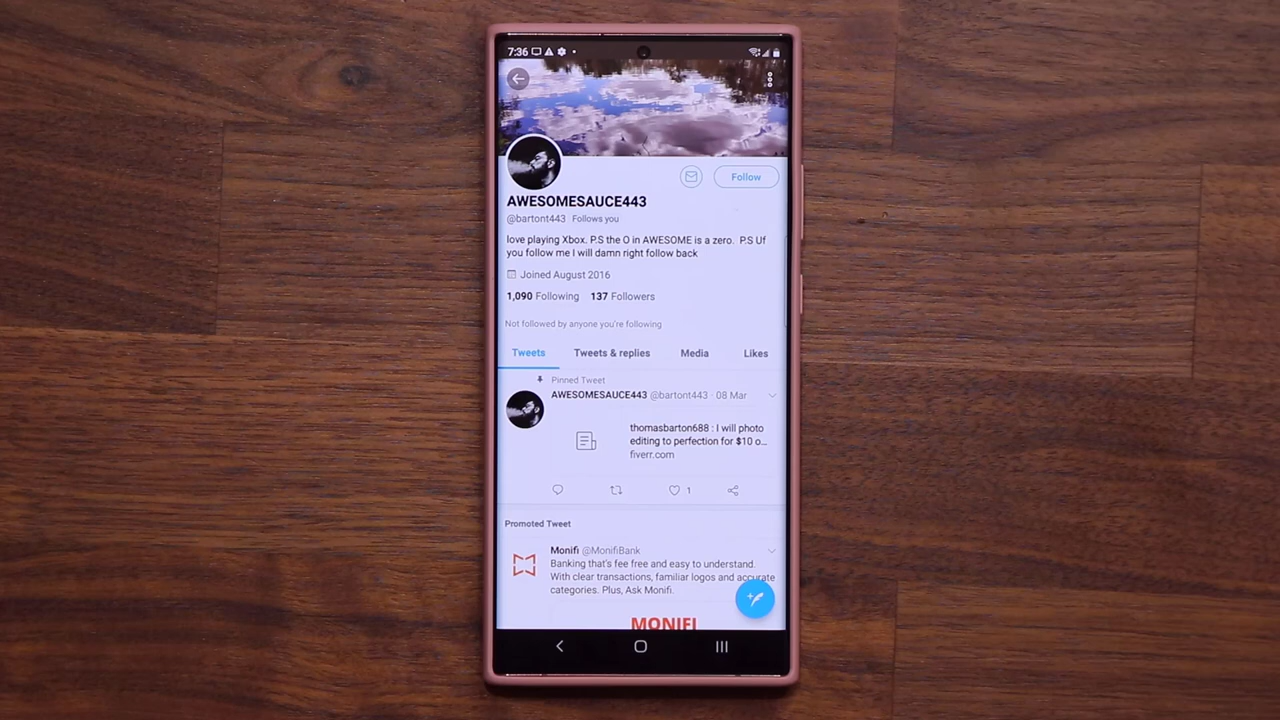 7:36
Follow
AWESOMESAUCE443
@bartont443 Follows you
love playing Xbox. P.S the O in AWESOME is a zero. P.S Uf
you follow me I will damn right follow back
Joined August 2016
1,090 Following 137 Followers
Not followed by anyone you're following
Tweets Tweets & replies Media Likes
Pinned Tweet
AWESOMESAUCE443 @bartont443 · 08 Mar
thomasbarton688 : I will photo
editing to perfection for $10 o...
fiverr.com
1
Promoted Tweet
Monifi @MonifiBank
Banking that's fee free and easy to understand.
With clear transactions, familiar logos and accurate
categories. Plus, Ask Monifi.
MONIFI